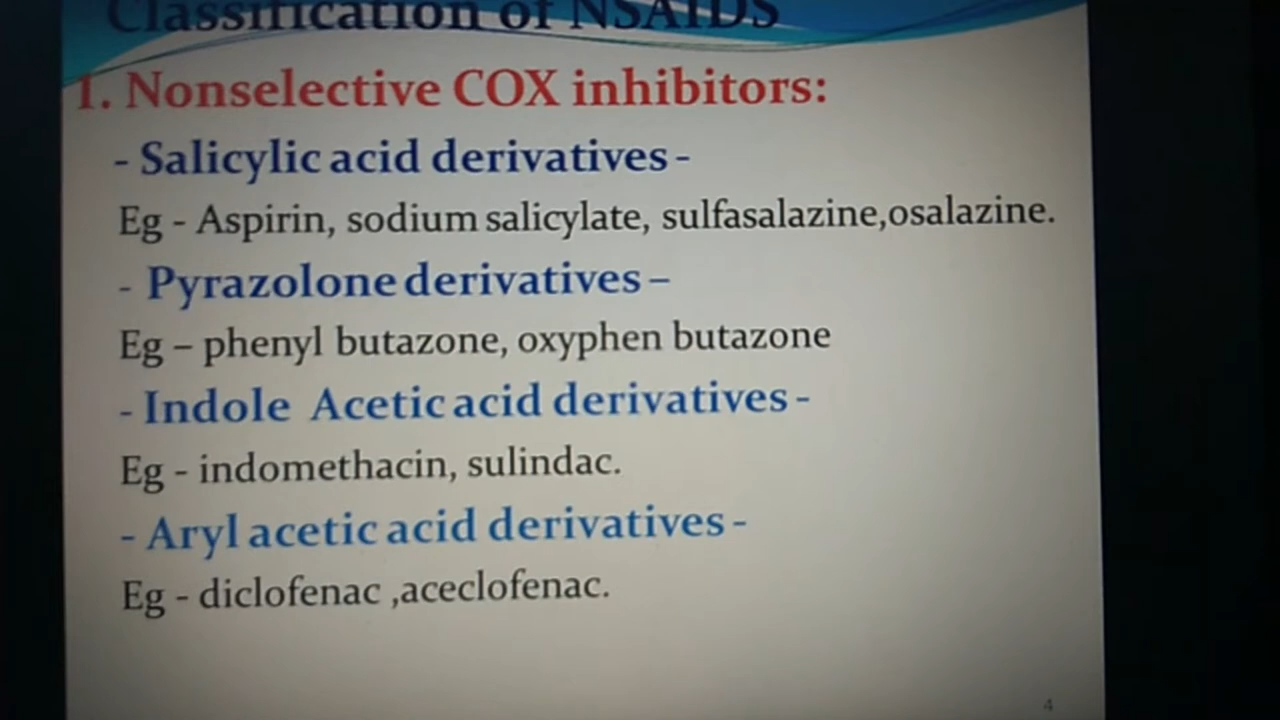 Classification of NSAIDS
1. Nonselective COX inhibitors:
- Salicylic acid derivatives -
Eg - Aspirin, sodium salicylate, sulfasalazine,osalazine.
- Pyrazolone derivatives –
Eg – phenyl butazone, oxyphen butazone
- Indole Acetic acid derivatives -
Eg - indomethacin, sulindac.
- Aryl acetic acid derivatives -
Eg - diclofenac ,aceclofenac.
4